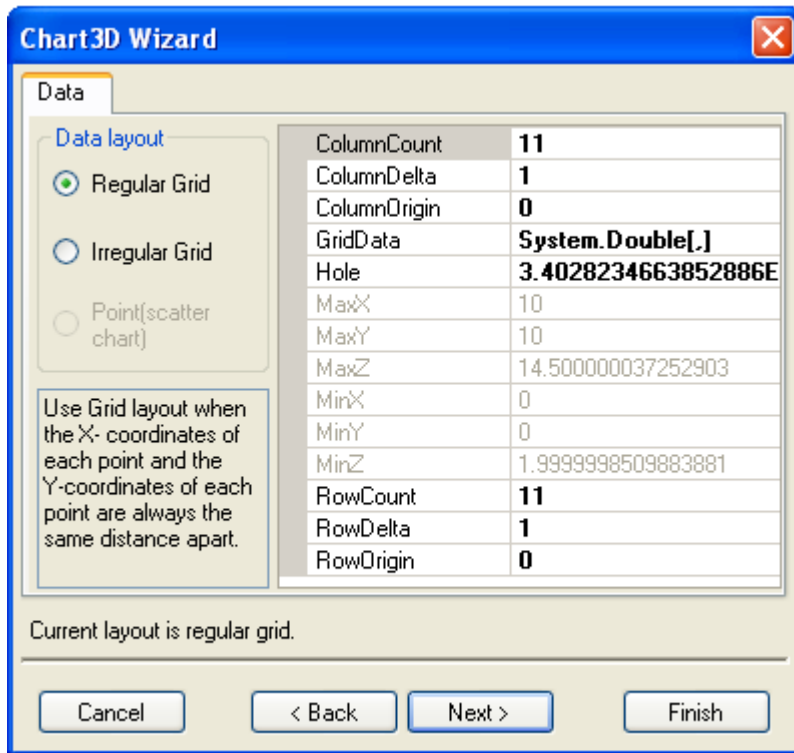 Chart3D Wizard
Data
Data layout
Regular Grid
Irregular Grid
Point(scatter
chart)
Use Grid layout when
the X- coordinates of
each point and the
Y-coordinates of each
point are always the
same distance apart.
ColumnCount 11
ColumnDelta 1
ColumnOrigin 0
GridData System.Double[,]
Hole 3.4028234663852886E
MaxX 10
MaxY 10
MaxZ 14.500000037252903
MinX 0
MinY 0
MinZ 1.9999998509883881
RowCount 11
RowDelta 1
RowOrigin 0
Current layout is regular grid.
Cancel < Back Next > Finish